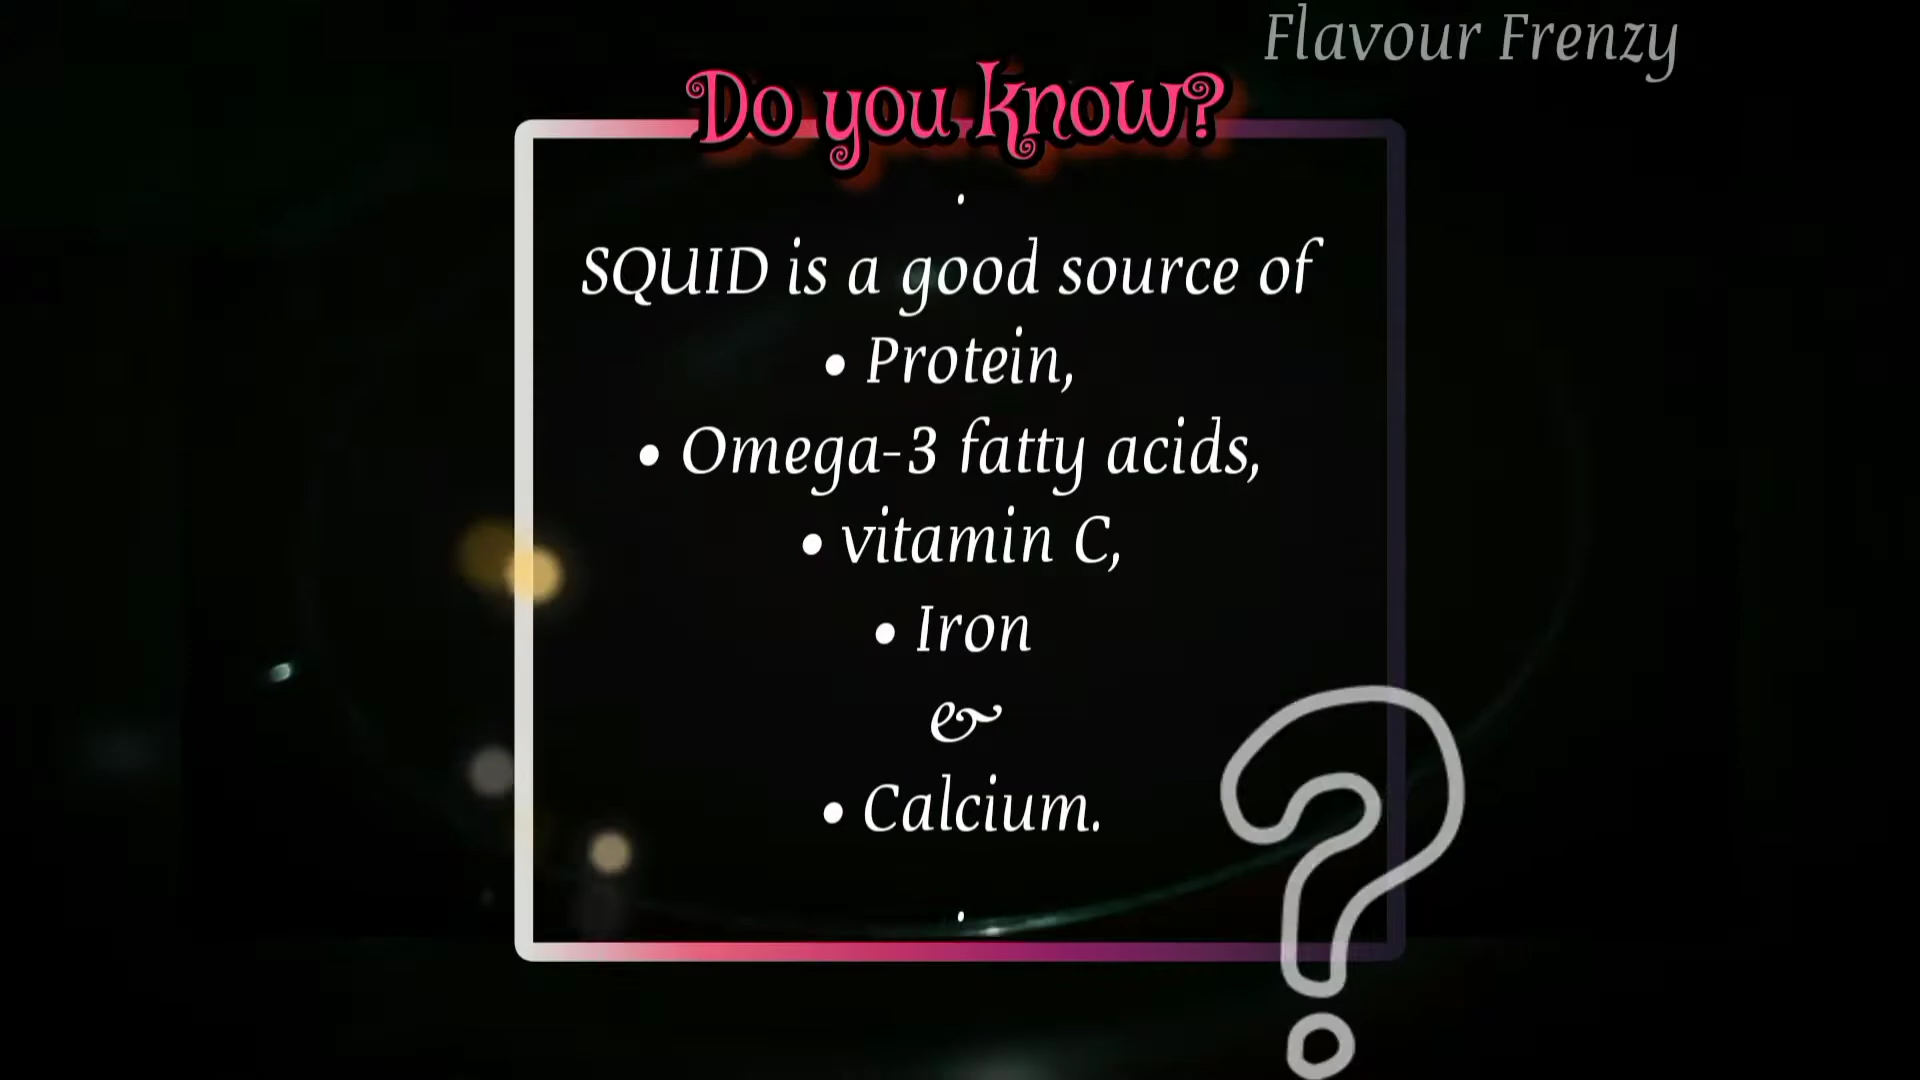 Flavour Frenzy
Do you know?
.
SQUID is a good source of
• Protein,
• Omega-3 fatty acids,
• vitamin C,
• Iron
&
• Calcium.
.
?